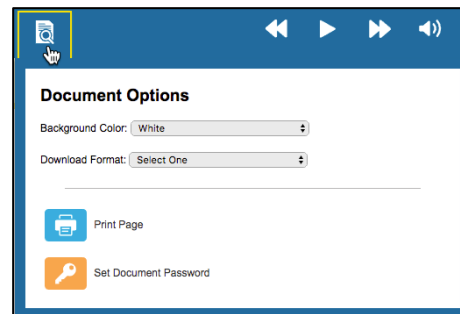 Document Options
Background Color: White
Download Format: Select One
Print Page
Set Document Password